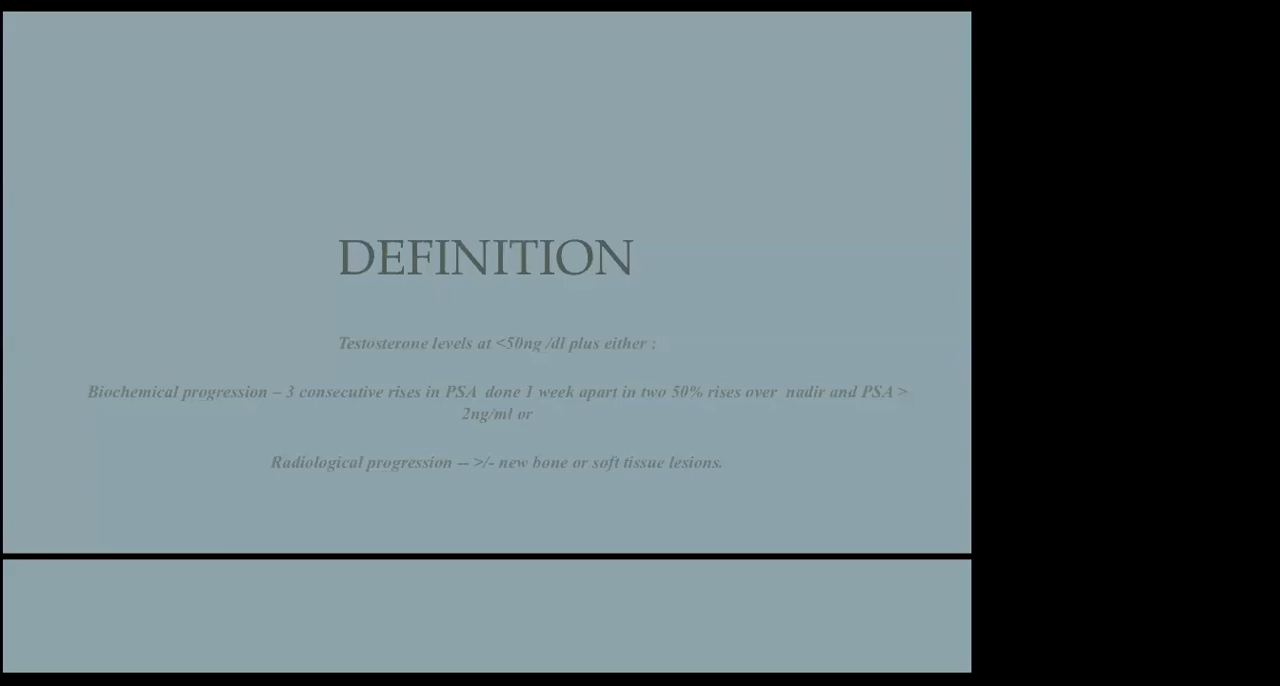 DEFINITION
Testosterone levels at <50ng /dl plus either :
Biochemical progression – 3 consecutive rises in PSA  done 1 week apart in two 50% rises over  nadir and PSA >
2ng/ml or
Radiological progression -- >/- new bone or soft tissue lesions.